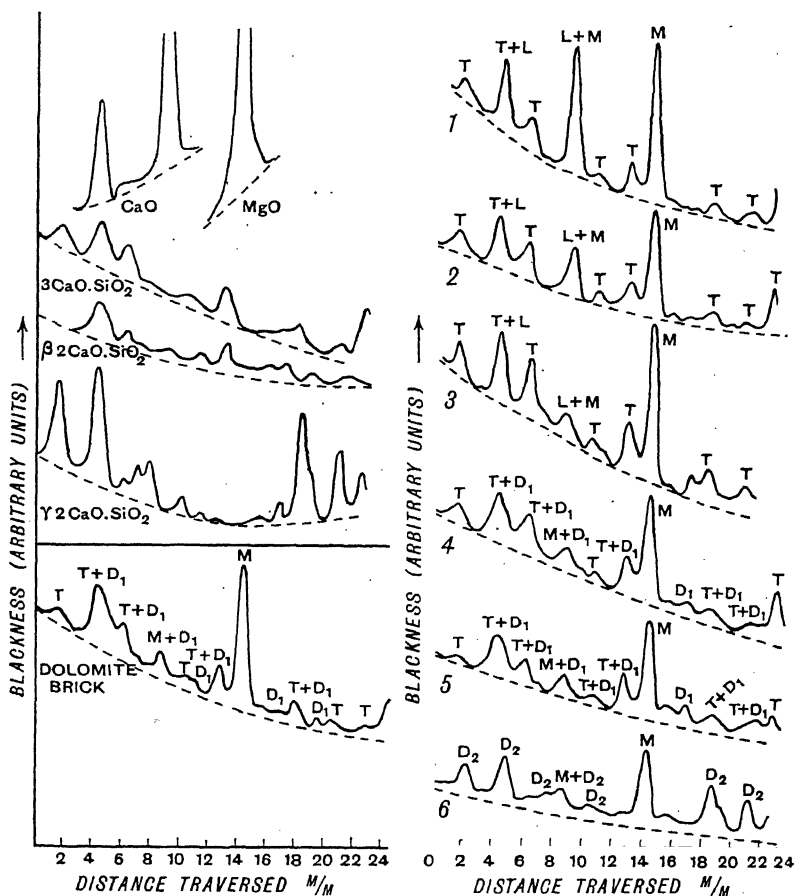 CaO
MgO
3CaO.SiO₂
β2CaO.SiO₂
γ2CaO.SiO₂
BLACKNESS (ARBITRARY UNITS)
M
T+D₁
T
T+D₁
M+D₁
T+D₁
T D₁
D₁
T+D₁
D₁
T
T
DOLOMITE
BRICK
2 4 6 8 10 12 14 16 18 20 22 24
DISTANCE TRAVERSED M/M
T
T+L
T
L+M
T
T
M
T
T
1
T
T+L
T
L+M
T
T
M
T
T
T
2
T
T+L
T
L+M
T
T
M
T
T
3
BLACKNESS (ARBITRARY UNITS)
T
T+D₁
T+D₁
M+D₁
T
T+D₁
M
D₁
T+D₁
T+D₁
T
4
T
T+D₁
T+D₁
M+D₁
T+D₁
T+D₁
M
D₁
T+D₁
T+D₁
T
5
D₂
D₂
D₂
M+D₂
D₂
M
D₂
D₂
6
0 2 4 6 8 10 12 14 16 18 20 22 24
DISTANCE TRAVERSED M/M